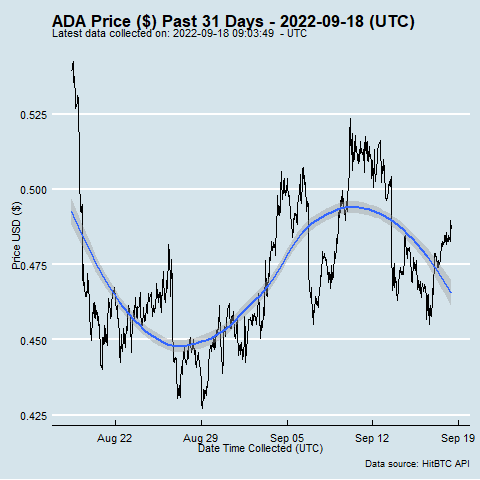 ADA Price ($) Past 31 Days - 2022-09-18 (UTC)
Latest data collected on: 2022-09-18 09:03:49 - UTC
Price USD ($)
0.525
0.500
0.475
0.450
0.425
Aug 22 Aug 29 Sep 05 Sep 12 Sep 19
Date Time Collected (UTC)
Data source: HitBTC API